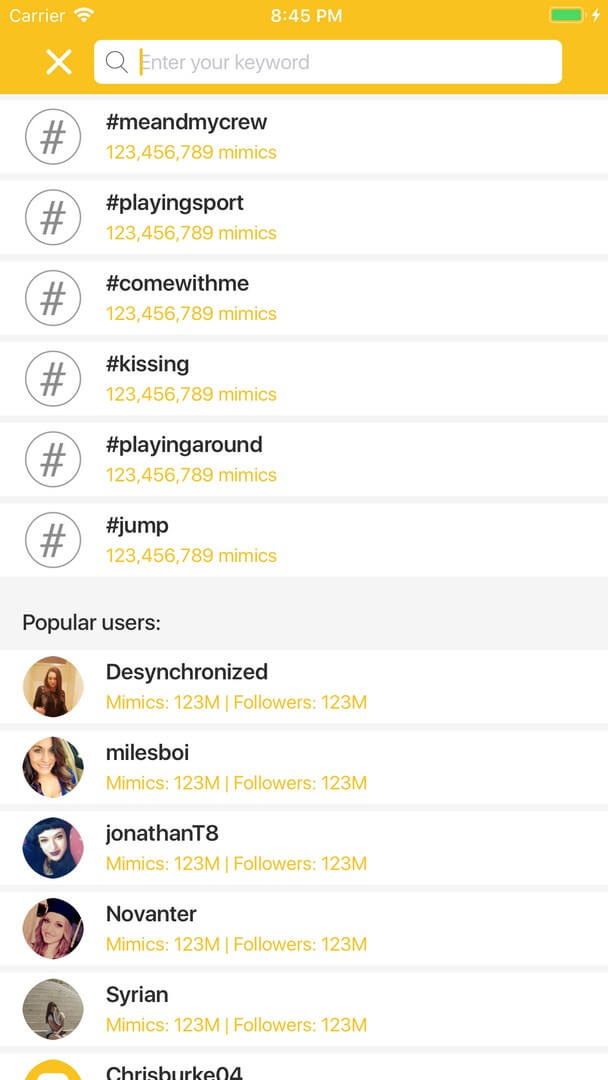 Carrier 8:45 PM
Enter your keyword
#meandmycrew
123,456,789 mimics
#playingsport
123,456,789 mimics
#comewithme
123,456,789 mimics
#kissing
123,456,789 mimics
#playingaround
123,456,789 mimics
#jump
123,456,789 mimics
Popular users:
Desynchronized
Mimics: 123M | Followers: 123M
milesboi
Mimics: 123M | Followers: 123M
jonathanT8
Mimics: 123M | Followers: 123M
Novanter
Mimics: 123M | Followers: 123M
Syrian
Mimics: 123M | Followers: 123M
Chrisburke04